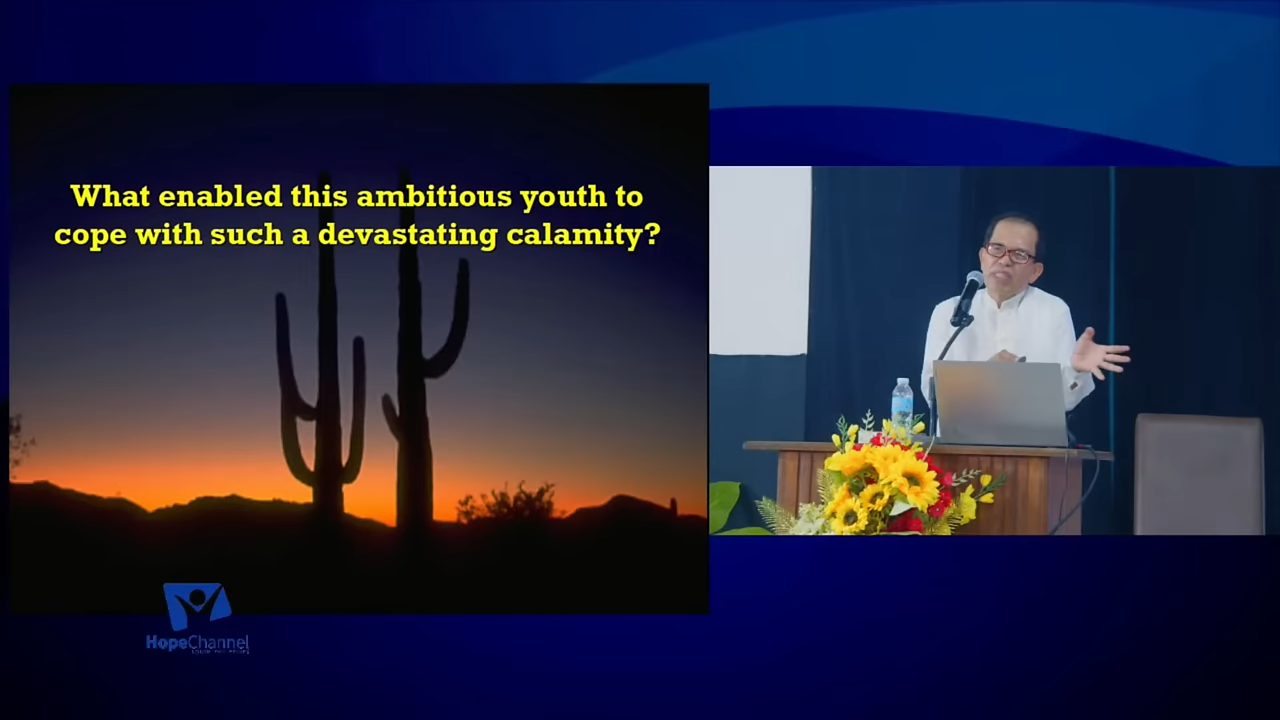 What enabled this ambitious youth to
cope with such a devastating calamity?
HopeChannel